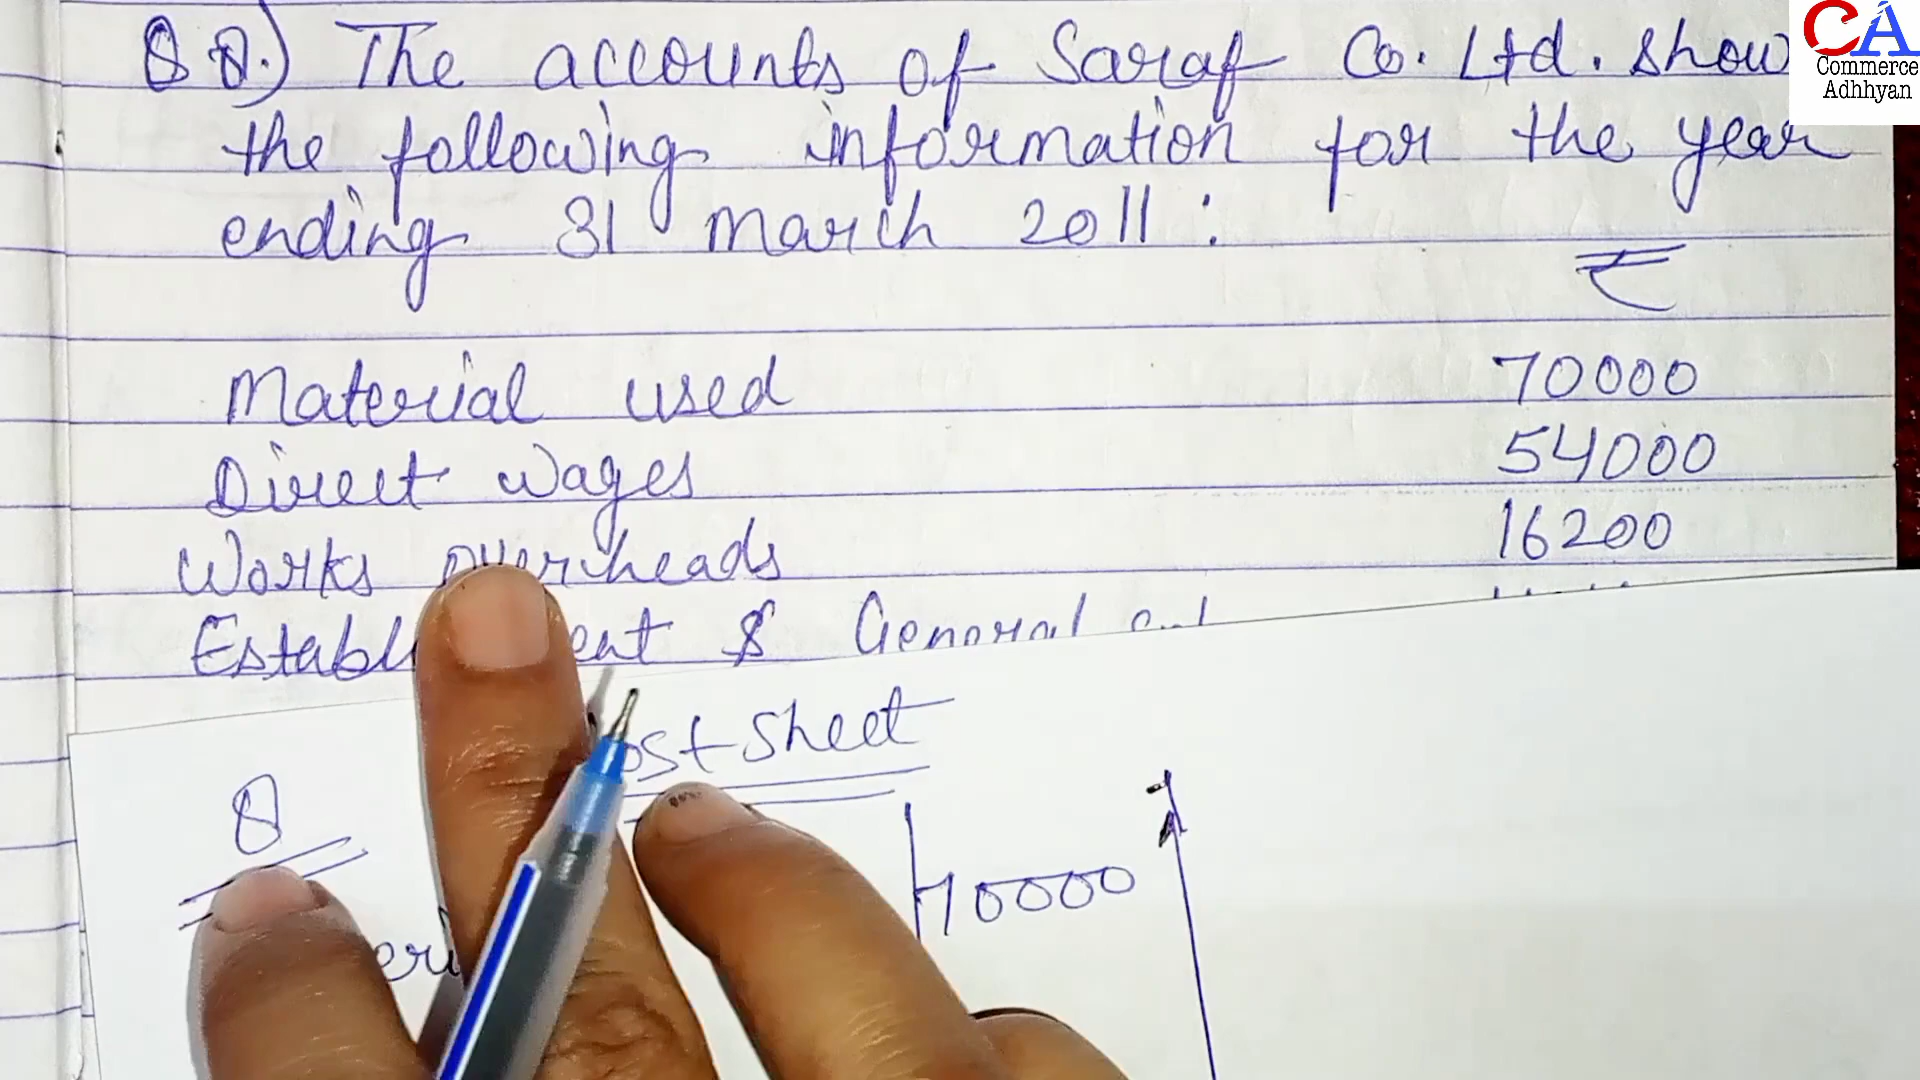 Q 8.) The accounts of Saraf Co. Ltd. show
the following information for the year
ending 31 March 2011 :
₹
Material used 70000
Direct wages 54000
Works overheads 16200
& General
Sheet
Q
70000
CA
Commerce
Adhhyan